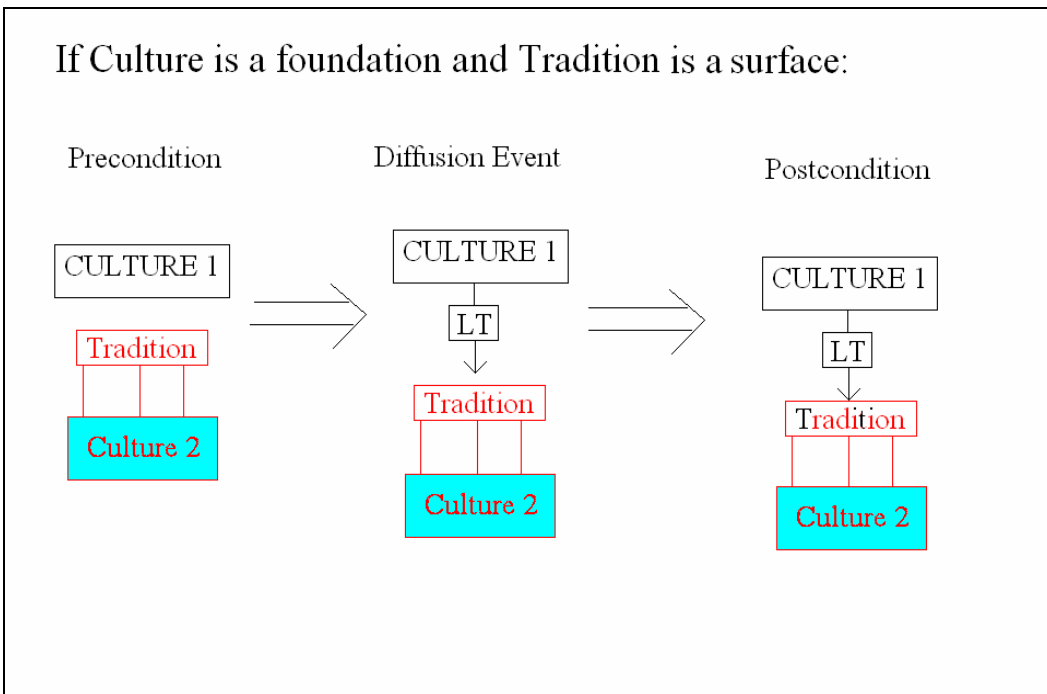 If Culture is a foundation and Tradition is a surface:
Precondition
Diffusion Event
Postcondition
CULTURE 1
Tradition
Culture 2
CULTURE 1
LT
Tradition
Culture 2
CULTURE 1
LT
Tradition
Culture 2